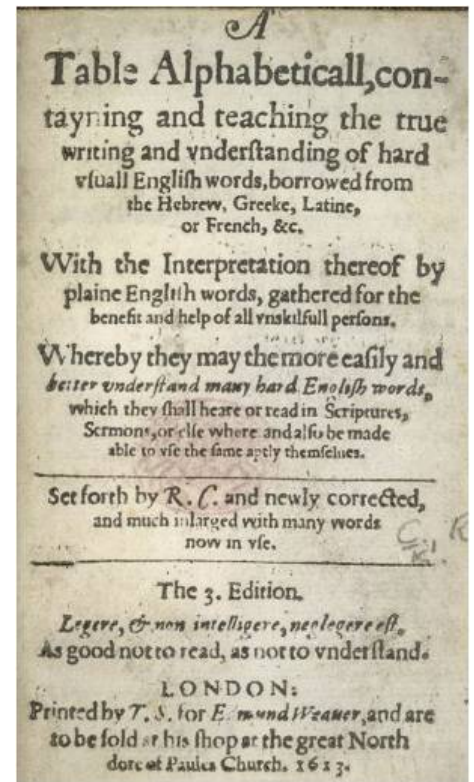 A
Table Alphabeticall, con-
tayning and teaching the true
writing and vnderſtanding of hard
vſuall Engliſh words, borrowed from
the Hebrew, Greeke, Latine,
or French, &c.
With the Interpretation thereof by
plaine Engliſh words, gathered for the
benefit and help of all vnskilfull perſons.
Whereby they may the more eaſily and
better vnderſtand many hard Engliſh words,
which they ſhall heare or read in Scriptures,
Sermons, or elſe where and alſo be made
able to vſe the ſame aptly themſelues.
Set forth by R. C. and newly corrected,
and much inlarged with many words
now in vſe.
The 3. Edition.
Legere, & non intelligere, neglegere eſt.
As good not to read, as not to vnderſtand.
LONDON:
Printed by T. S. for Edmund Weauer, and are
to be ſold at his ſhop at the great North
dore of Paules Church. 1613.